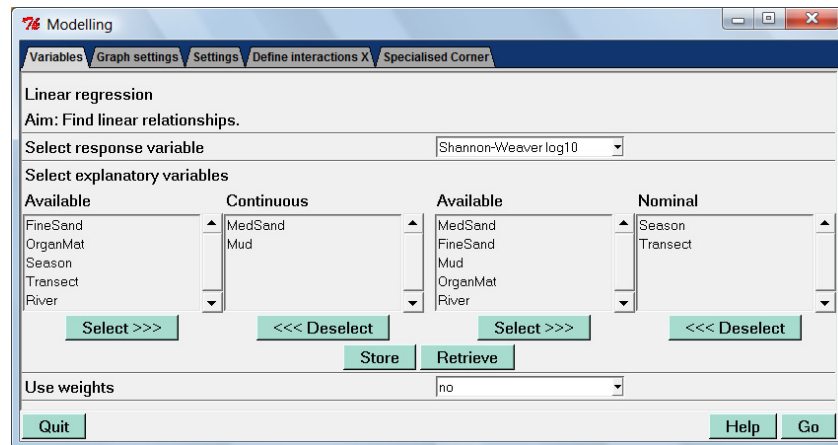 Modelling
Variables Graph settings Settings Define interactions X Specialised Corner
Linear regression
Aim: Find linear relationships.
Select response variable Shannon-Weaver log10
Select explanatory variables
Available Continuous Available Nominal
FineSand MedSand MedSand Season
OrganMat Mud FineSand Transect
Season Mud
Transect OrganMat
River River
Select >>> <<< Deselect Select >>> <<< Deselect
Store Retrieve
Use weights no
Quit Help Go